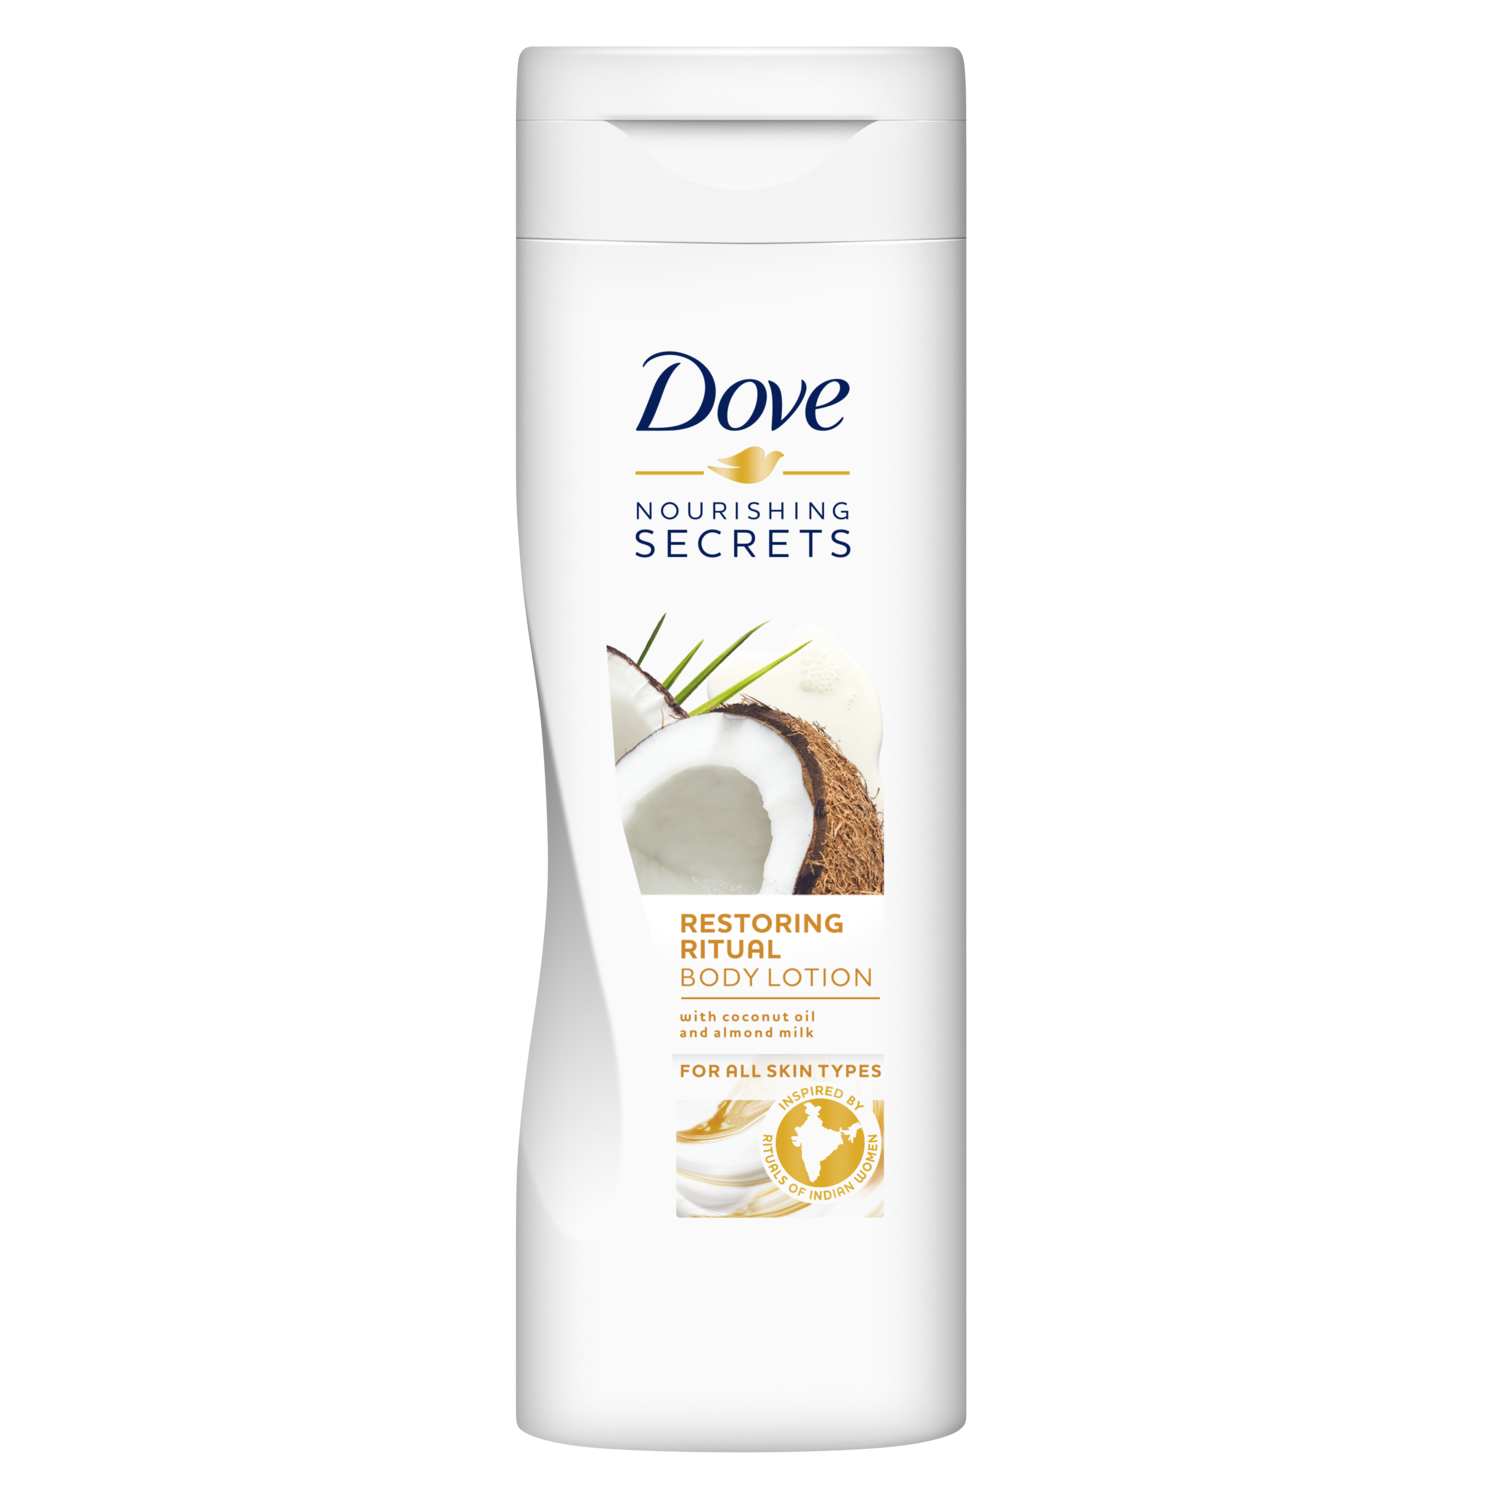 Dove
NOURISHING
SECRETS
RESTORING
RITUAL
BODY LOTION
with coconut oil
and almond milk
FOR ALL SKIN TYPES
INSPIRED BY
RITUALS OF INDIAN WOMEN